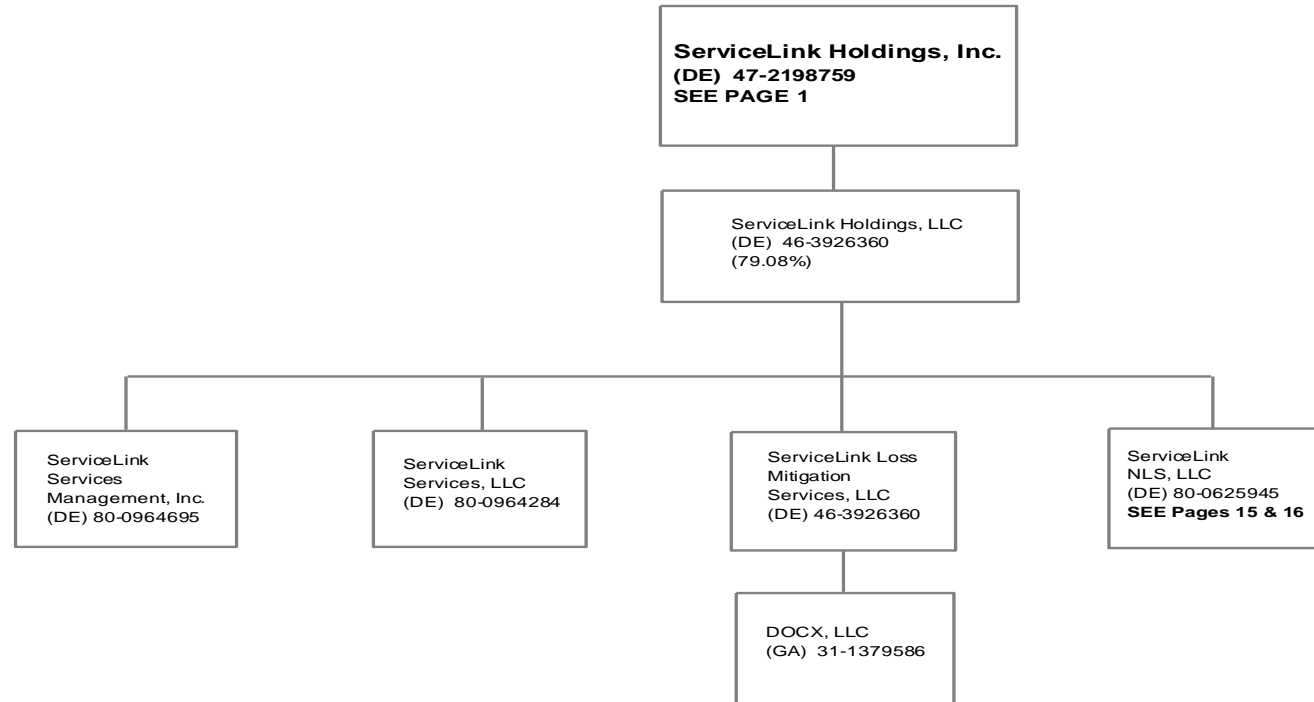 ServiceLink Holdings, Inc.
(DE) 47-2198759
SEE PAGE 1
ServiceLink Holdings, LLC
(DE) 46-3926360
(79.08%)
ServiceLink
Services
Management, Inc.
(DE) 80-0964695
ServiceLink
Services, LLC
(DE) 80-0964284
ServiceLink Loss
Mitigation
Services, LLC
(DE) 46-3926360
ServiceLink
NLS, LLC
(DE) 80-0625945
SEE Pages 15 & 16
DOCX, LLC
(GA) 31-1379586